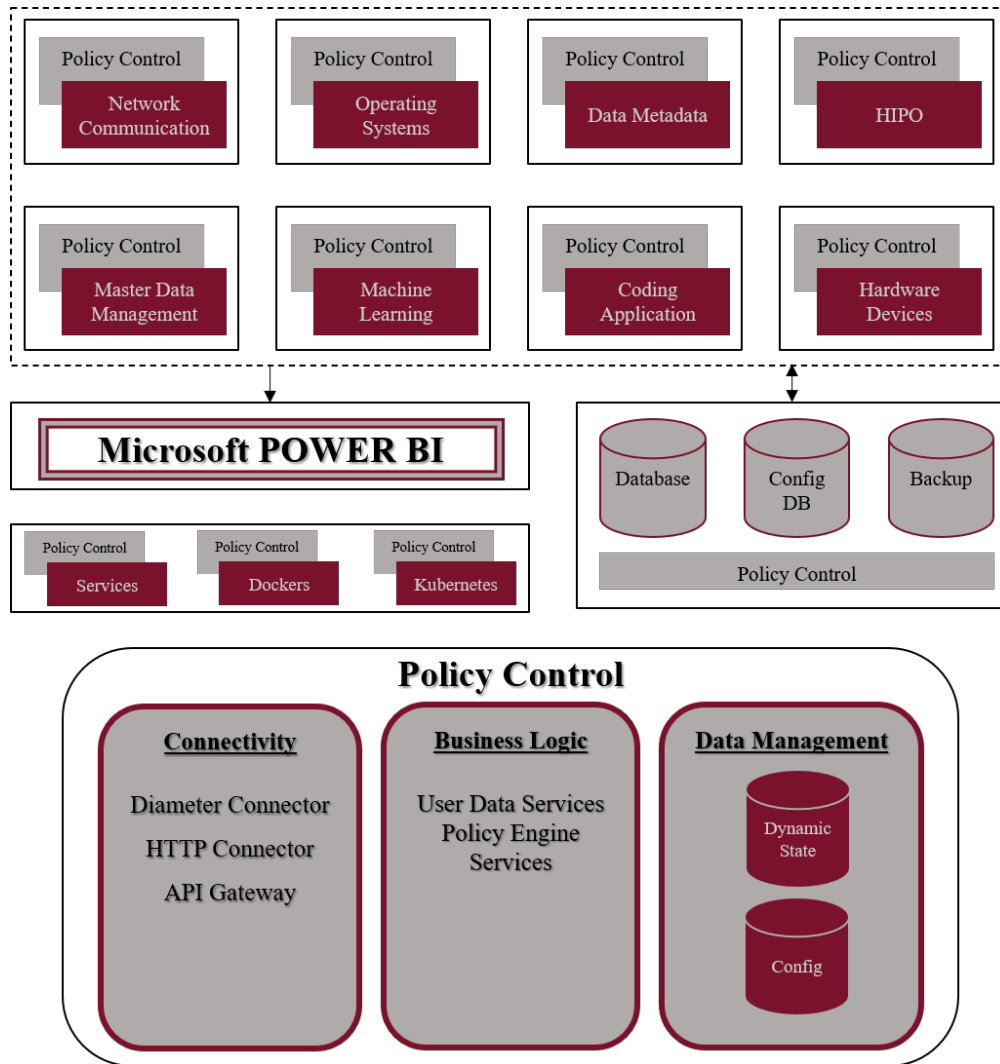 Policy Control
Network
Communication
Policy Control
Operating
Systems
Policy Control
Data Metadata
Policy Control
HIPO
Policy Control
Master Data
Management
Policy Control
Machine
Learning
Policy Control
Coding
Application
Policy Control
Hardware
Devices
Microsoft POWER BI
Database
Config
DB
Backup
Policy Control
Policy Control
Services
Policy Control
Dockers
Policy Control
Kubernetes
Policy Control
Connectivity
Diameter Connector
HTTP Connector
API Gateway
Business Logic
User Data Services
Policy Engine
Services
Data Management
Dynamic
State
Config